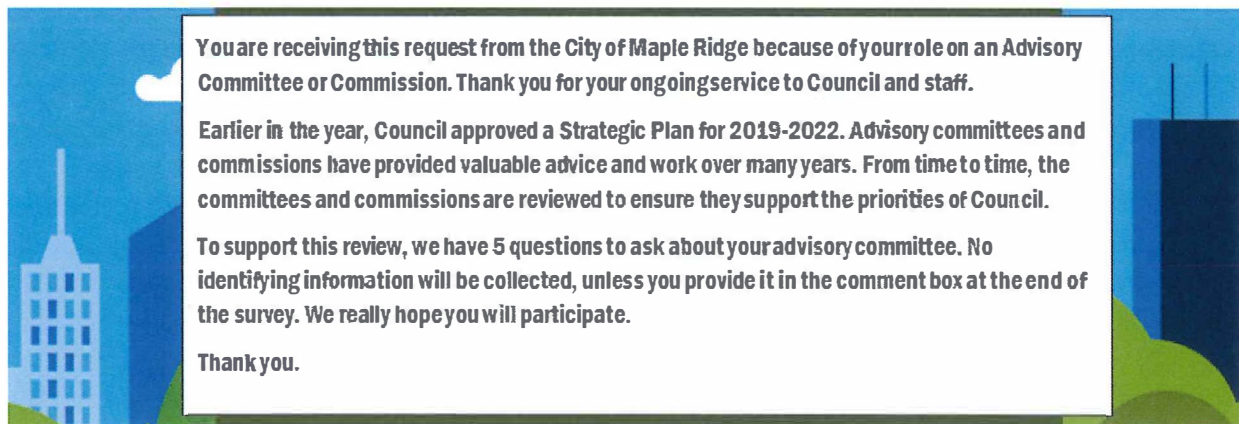 You are receiving this request from the City of Maple Ridge because of your role on an Advisory
Committee or Commission. Thank you for your ongoing service to Council and staff.
Earlier in the year, Council approved a Strategic Plan for 2019-2022. Advisory committees and
commissions have provided valuable advice and work over many years. From time to time, the
committees and commissions are reviewed to ensure they support the priorities of Council.
To support this review, we have 5 questions to ask about your advisory committee. No
identifying information will be collected, unless you provide it in the comment box at the end of
the survey. We really hope you will participate.
Thank you.